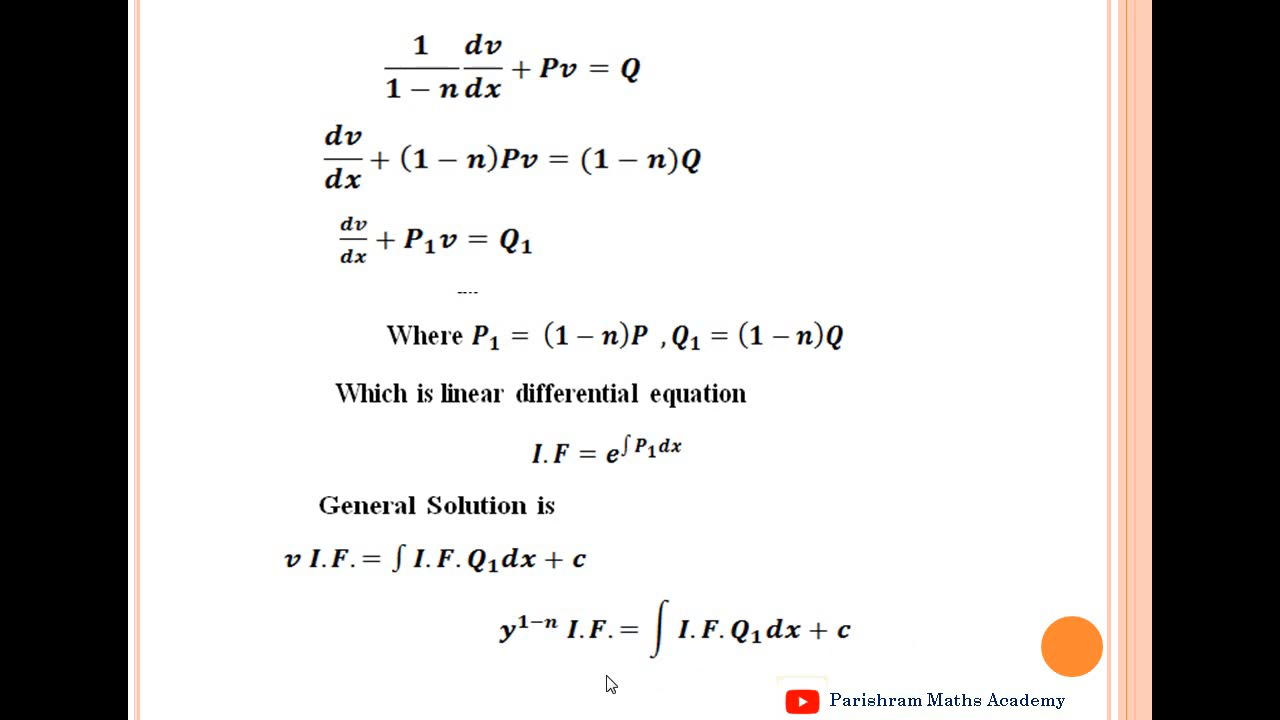 1/(1 − n) dv/dx + Pv = Q
dv/dx + (1 − n)Pv = (1 − n)Q
dv/dx + P₁v = Q₁
----
Where P₁ = (1 − n)P , Q₁ = (1 − n)Q
Which is linear differential equation
I.F = e^∫ P₁dx
General Solution is
v I.F. = ∫ I.F. Q₁dx + c
y^1−n I.F. = ∫ I.F. Q₁dx + c
Parishram Maths Academy